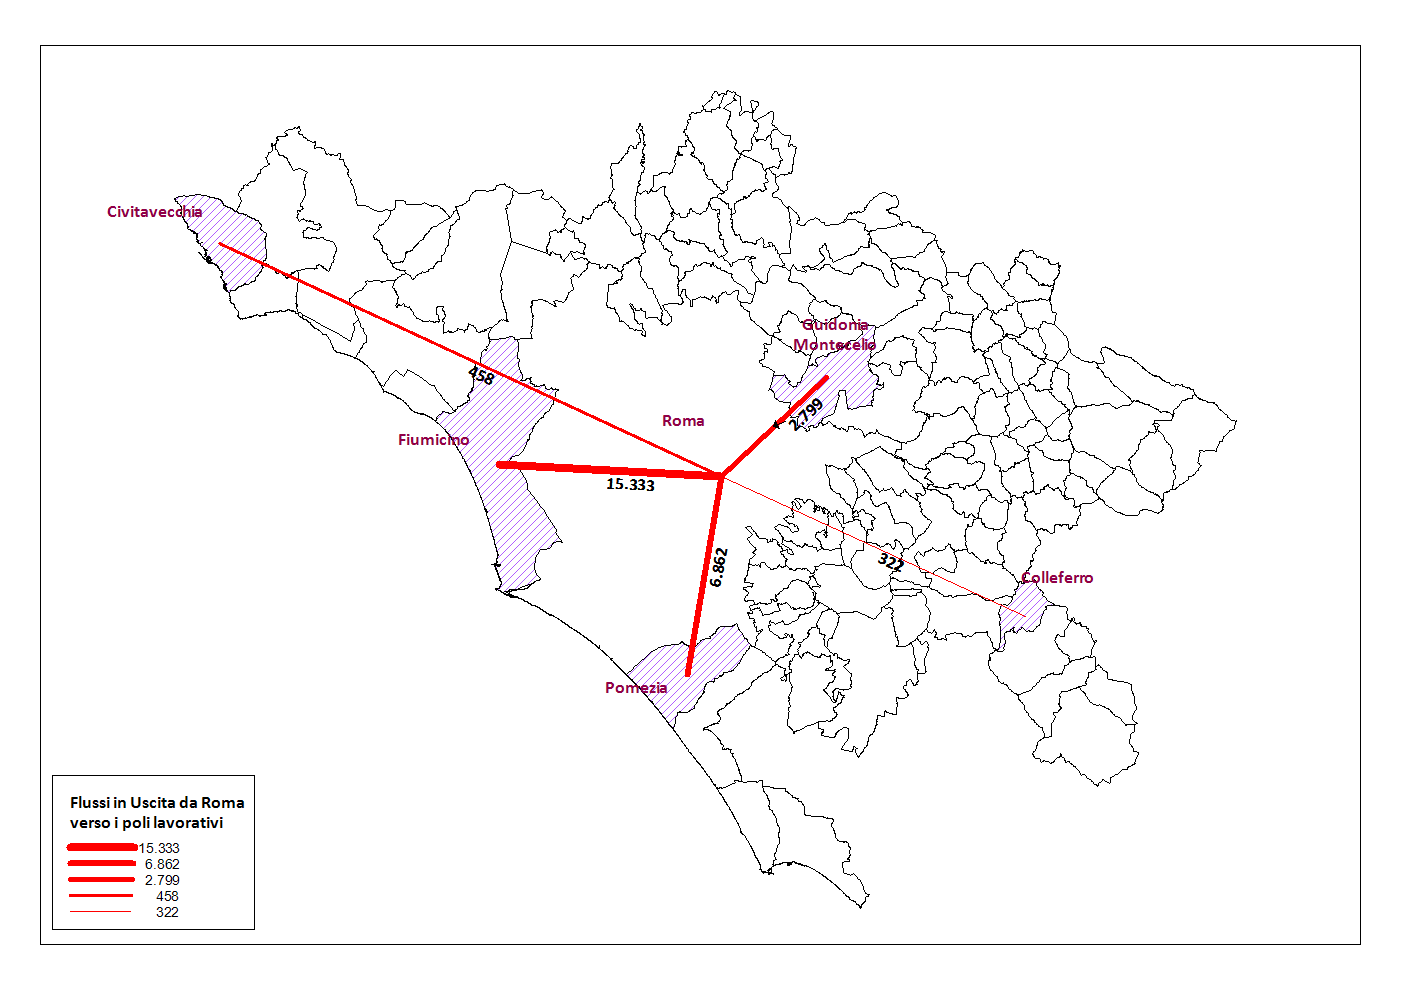 Civitavecchia
Guidonia
Montecelio
458
2.799
Roma
Fiumicino
15.333
6.862
322
Colleferro
Pomezia
Flussi in Uscita da Roma
verso i poli lavorativi
15.333
6.862
2.799
458
322